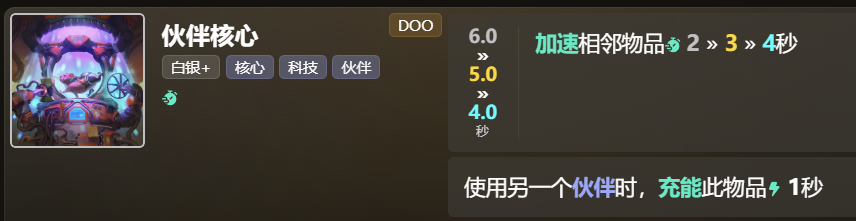 伙伴核心
DOO
白银+ 核心 科技 伙伴
6.0
»
5.0
»
4.0
秒
加速相邻物品 2 » 3 » 4秒
使用另一个伙伴时，充能此物品 1秒